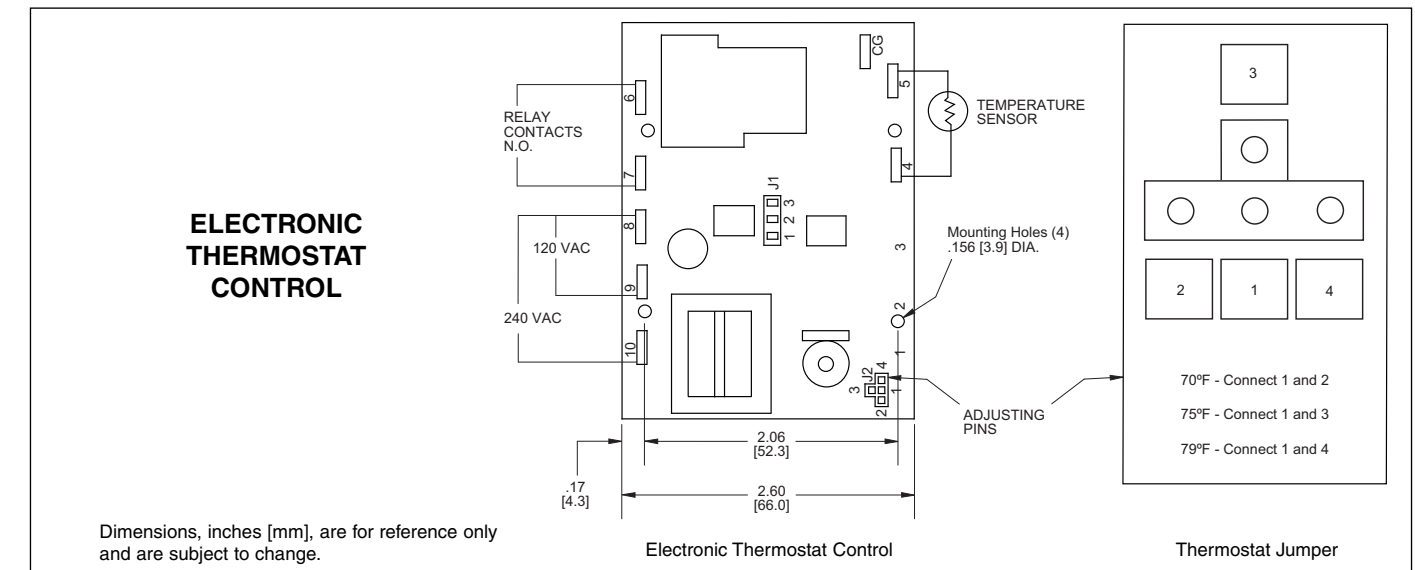 ELECTRONIC
THERMOSTAT
CONTROL
Dimensions, inches [mm], are for reference only
and are subject to change.
RELAY
CONTACTS
N.O.
120 VAC
240 VAC
6
7
8
9
10
CG
5
4
3
2
1
J1
3
2
1
J2
4
3
1
2
TEMPERATURE
SENSOR
Mounting Holes (4)
.156 [3.9] DIA.
ADJUSTING
PINS
2.06
[52.3]
.17
[4.3]
2.60
[66.0]
Electronic Thermostat Control
3
2
1
4
70ºF - Connect 1 and 2
75ºF - Connect 1 and 3
79ºF - Connect 1 and 4
Thermostat Jumper